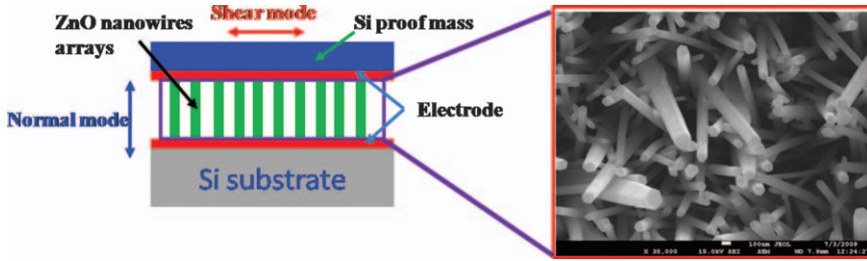 Shear mode
ZnO nanowires
arrays
Si proof mass
Normal mode
Electrode
Si substrate
X 35,000 15.0kV SEI 100nm JEOL 7/3/2009
SEM WD 7.9mm 12:24:2